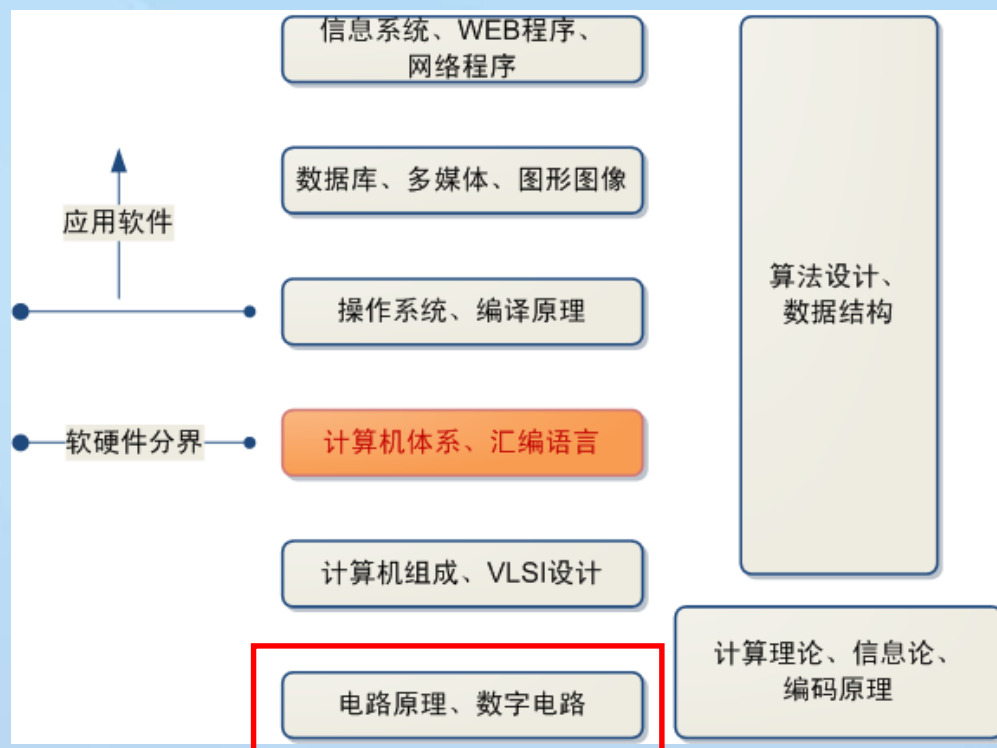 信息系统、WEB程序、
网络程序
数据库、多媒体、图形图像
应用软件
操作系统、编译原理
算法设计、
数据结构
软硬件分界
计算机体系、汇编语言
计算机组成、VLSI设计
计算理论、信息论、
编码原理
电路原理、数字电路